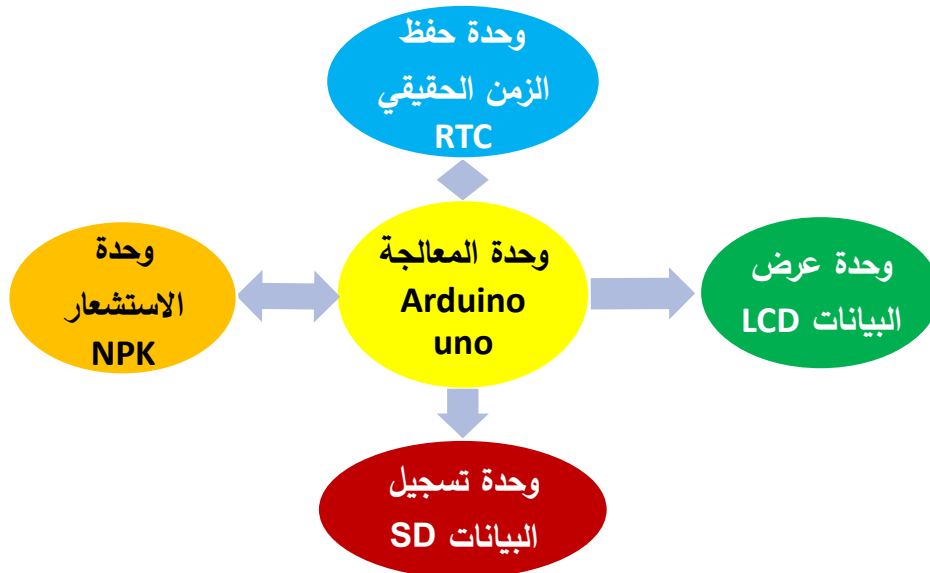 وحدة حفظ
الزمن الحقيقي
RTC
وحدة المعالجة
Arduino
uno
وحدة
الاستشعار
NPK
وحدة عرض
البيانات LCD
وحدة تسجيل
البيانات SD